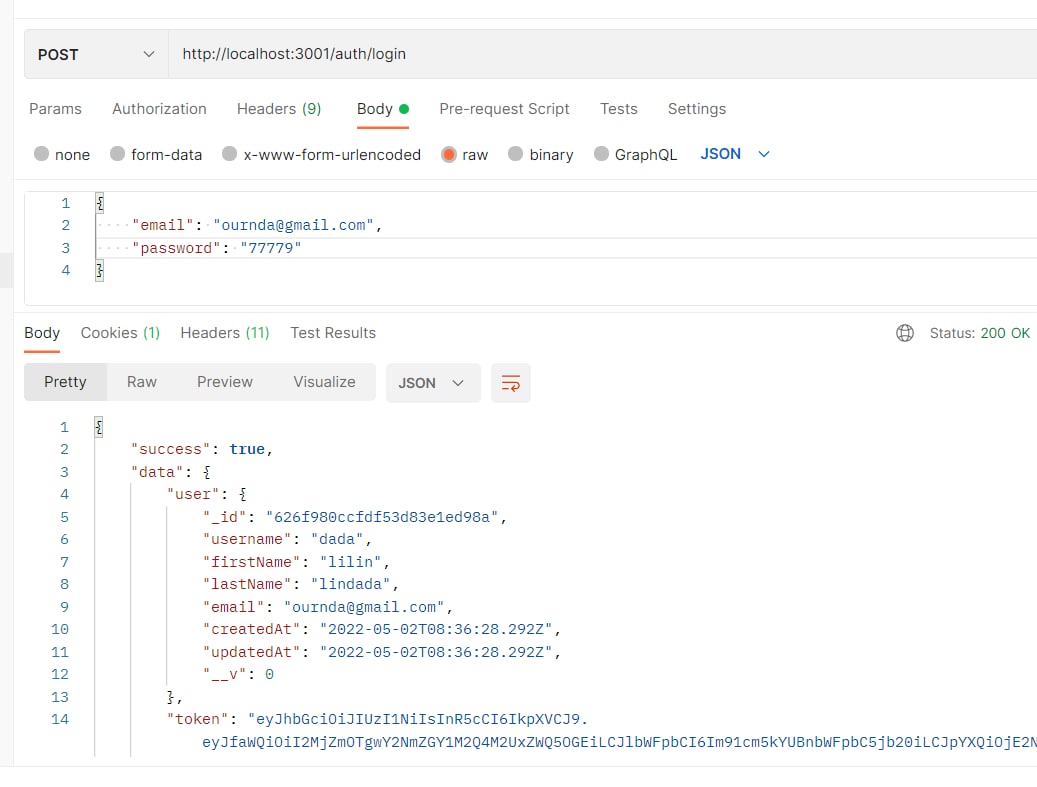 POST http://localhost:3001/auth/login
Params Authorization Headers (9) Body Pre-request Script Tests Settings
none form-data x-www-form-urlencoded raw binary GraphQL JSON
1 {
2 "email": "ournda@gmail.com",
3 "password": "77779"
4 }
Body Cookies (1) Headers (11) Test Results Status: 200 OK
Pretty Raw Preview Visualize JSON
1 {
2 "success": true,
3 "data": {
4 "user": {
5 "_id": "626f980ccfdf53d83e1ed98a",
6 "username": "dada",
7 "firstName": "lilin",
8 "lastName": "lindada",
9 "email": "ournda@gmail.com",
10 "createdAt": "2022-05-02T08:36:28.292Z",
11 "updatedAt": "2022-05-02T08:36:28.292Z",
12 "__v": 0
13 },
14 "token": "eyJhbGciOiJIUzI1NiIsInR5cCI6IkpXVCJ9.
eyJfaWQiOiI2MjZmOTgwY2NmZGY1M2Q4M2UxZWQ5OGEiLCJlbWFpbCI6Im91cm5kYUBnbWFpbC5jb20iLCJpYXQiOjE2N